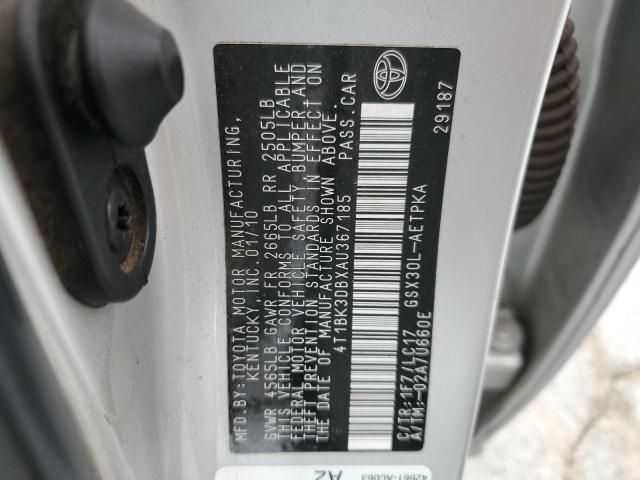 MFD.BY:TOYOTA MOTOR MANUFACTURING,
KENTUCKY, INC. 01/10
GVWR 4565LB GAWR FR 2665LB RR 2505LB
THIS VEHICLE CONFORMS TO ALL APPLICABLE
FEDERAL MOTOR VEHICLE SAFETY, BUMPER, AND
THEFT PREVENTION STANDARDS IN EFFECT ON
THE DATE OF MANUFACTURE SHOWN ABOVE.
4T1BK3DBXAU367185 PASS.CAR
C/TR:1F7/LC17 GSX30L-AETPKA
A/TM:-02A/U660E 29187
42661-AC063
AZ